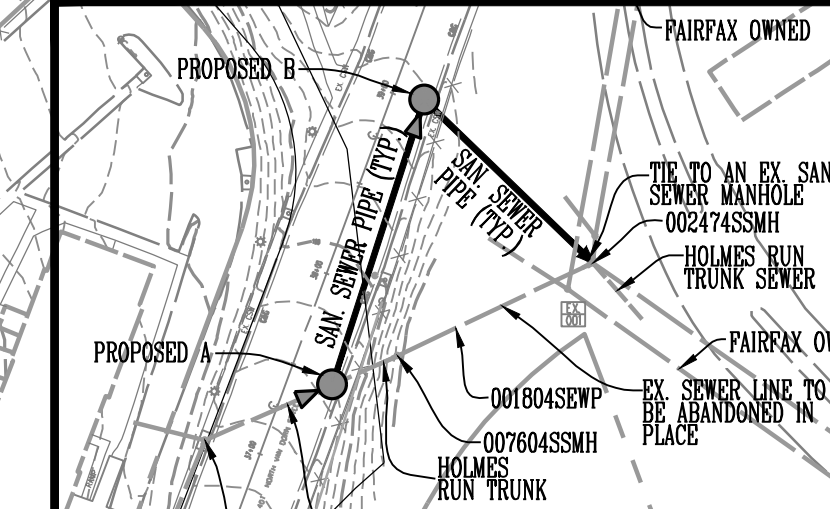 FAIRFAX OWNED
PROPOSED B
SAN. SEWER PIPE (TYP.)
SAN. SEWER
PIPE (TYP.)
TIE TO AN EX. SAN
SEWER MANHOLE
002474SSMH
HOLMES RUN
TRUNK SEWER
EX.
001
FAIRFAX OW
PROPOSED A
EX. SEWER LINE TO
BE ABANDONED IN
PLACE
001804SEWP
007604SSMH
HOLMES
RUN TRUNK